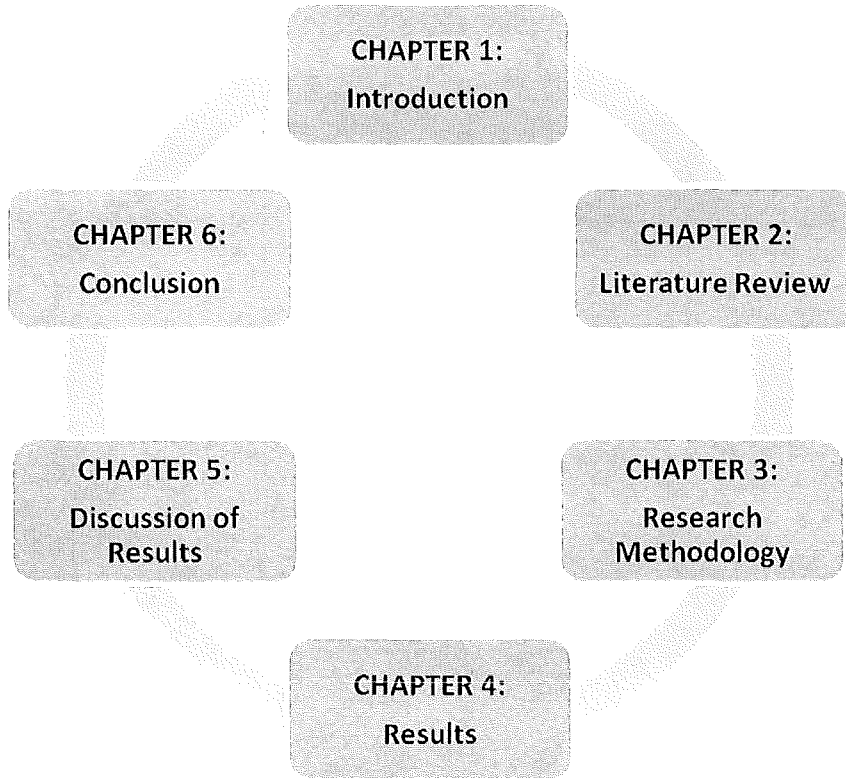 CHAPTER 1:
Introduction
CHAPTER 2:
Literature Review
CHAPTER 3:
Research
Methodology
CHAPTER 4:
Results
CHAPTER 5:
Discussion of
Results
CHAPTER 6:
Conclusion